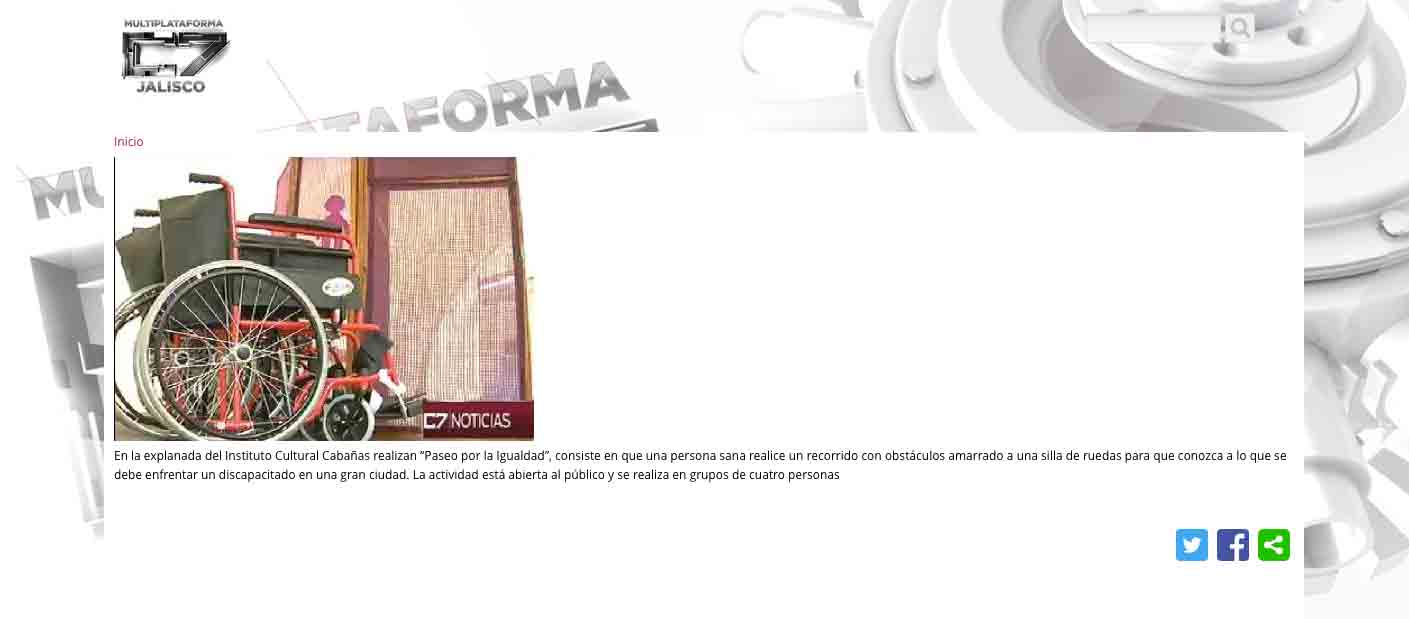 MULTIPLATAFORMA
C7
JALISCO
ATAFORMA
MU
Inicio
C7 NOTICIAS
En la explanada del Instituto Cultural Cabañas realizan “Paseo por la Igualdad”, consiste en que una persona sana realice un recorrido con obstáculos amarrado a una silla de ruedas para que conozca a lo que se
debe enfrentar un discapacitado en una gran ciudad. La actividad está abierta al público y se realiza en grupos de cuatro personas